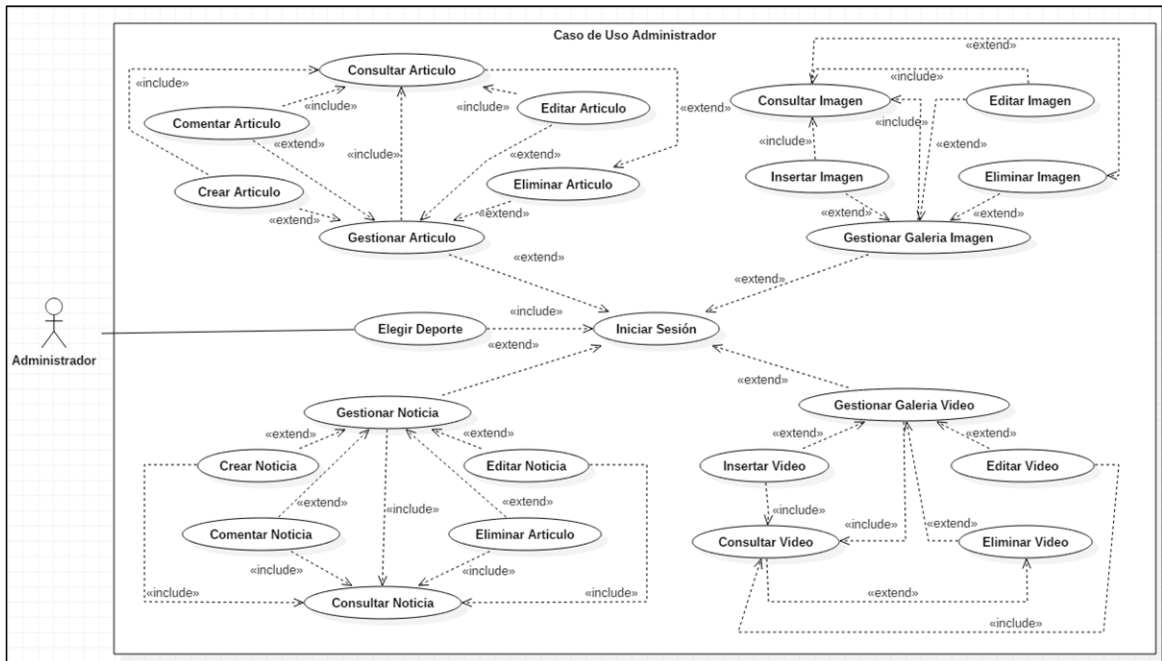 Caso de Uso Administrador
«extend»
Consultar Articulo
«include»
«include»
«include»
«include»
Consultar Imagen
Editar Imagen
Editar Articulo
«extend»
Comentar Articulo
«include»
«include»
«extend»
«extend»
«include»
«extend»
Crear Articulo
Eliminar Articulo
Insertar Imagen
Eliminar Imagen
«extend»
«extend»
«extend»
«extend»
Gestionar Articulo
Gestionar Galeria Imagen
«extend»
«extend»
«include»
Elegir Deporte
Iniciar Sesión
«extend»
Administrador
«extend»
Gestionar Noticia
Gestionar Galeria Video
«extend»
«extend»
«extend»
«extend»
Crear Noticia
Editar Noticia
Insertar Video
Editar Video
«extend»
«include»
«extend»
«include»
«include»
«extend»
Comentar Noticia
Eliminar Articulo
Consultar Video
Eliminar Video
«include»
«include»
«include»
«include»
«extend»
Consultar Noticia
«include»